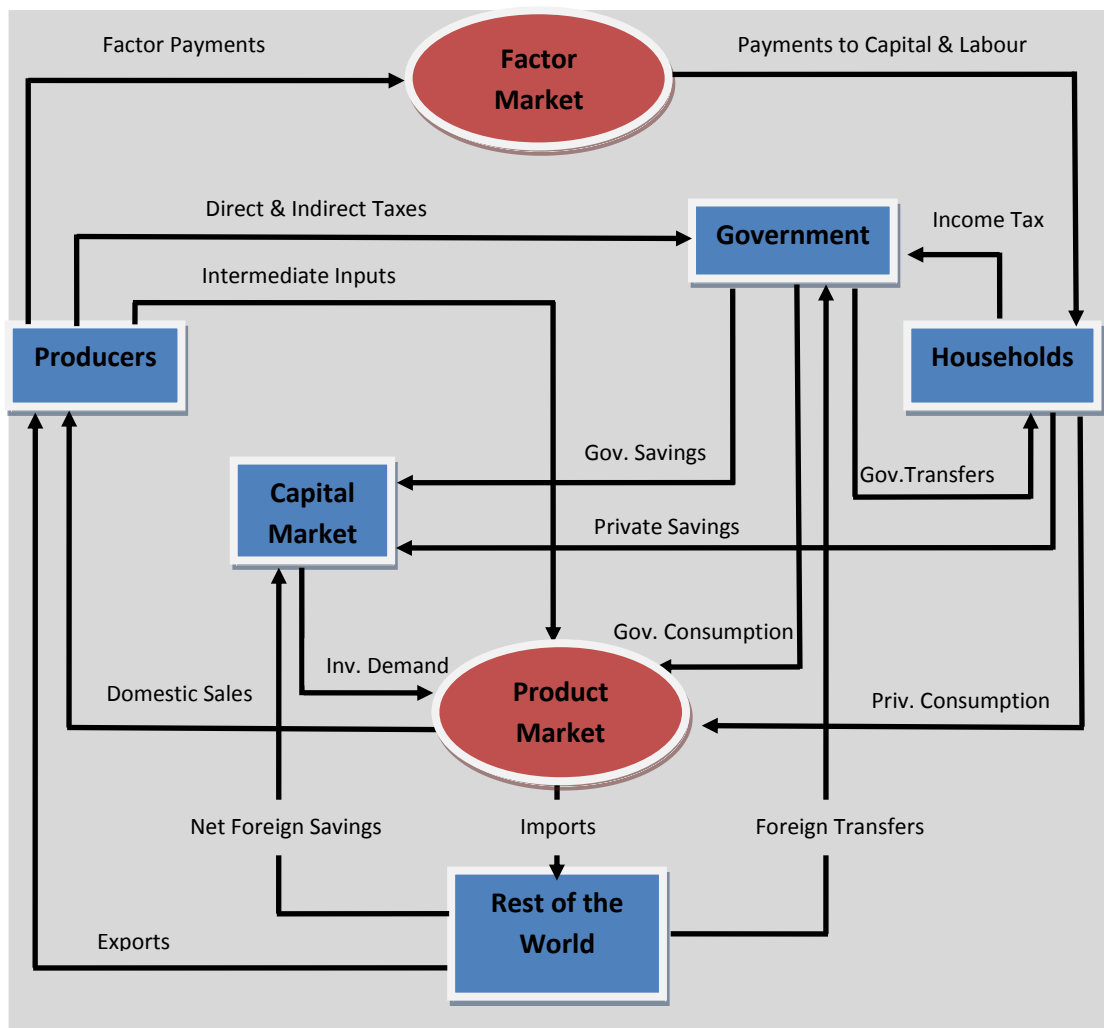 Factor Payments
Payments to Capital & Labour
Factor
Market
Direct & Indirect Taxes
Government
Income Tax
Intermediate Inputs
Producers
Households
Gov. Savings
Gov.Transfers
Capital
Market
Private Savings
Gov. Consumption
Inv. Demand
Domestic Sales
Product
Market
Priv. Consumption
Net Foreign Savings
Imports
Foreign Transfers
Rest of the
World
Exports